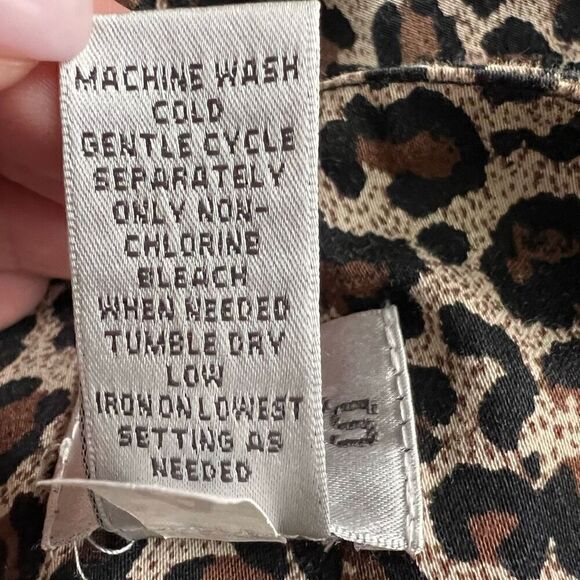 MACHINE WASH
COLD
GENTLE CYCLE
SEPARATELY
ONLY NON-
CHLORINE
BLEACH
WHEN NEEDED
TUMBLE DRY
LOW
IRON ON LOWEST
SETTING AS
NEEDED